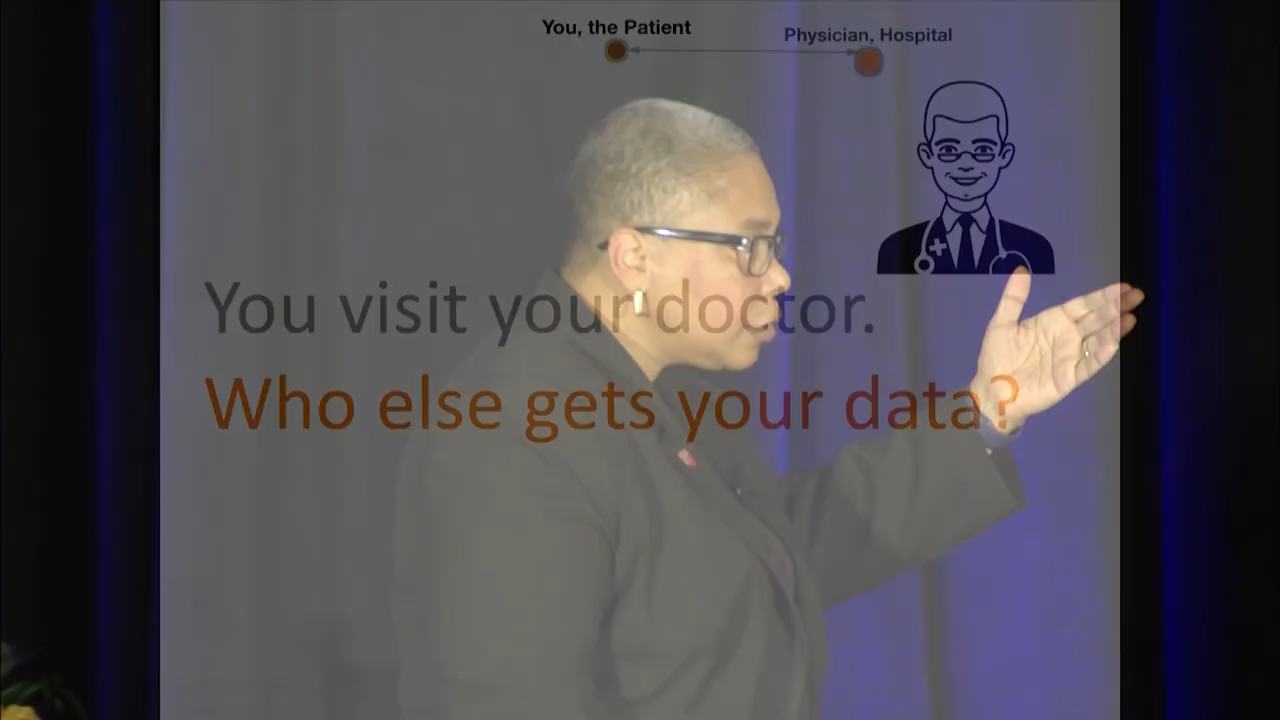 You, the Patient
Physician, Hospital
You visit your doctor.
Who else gets your data?